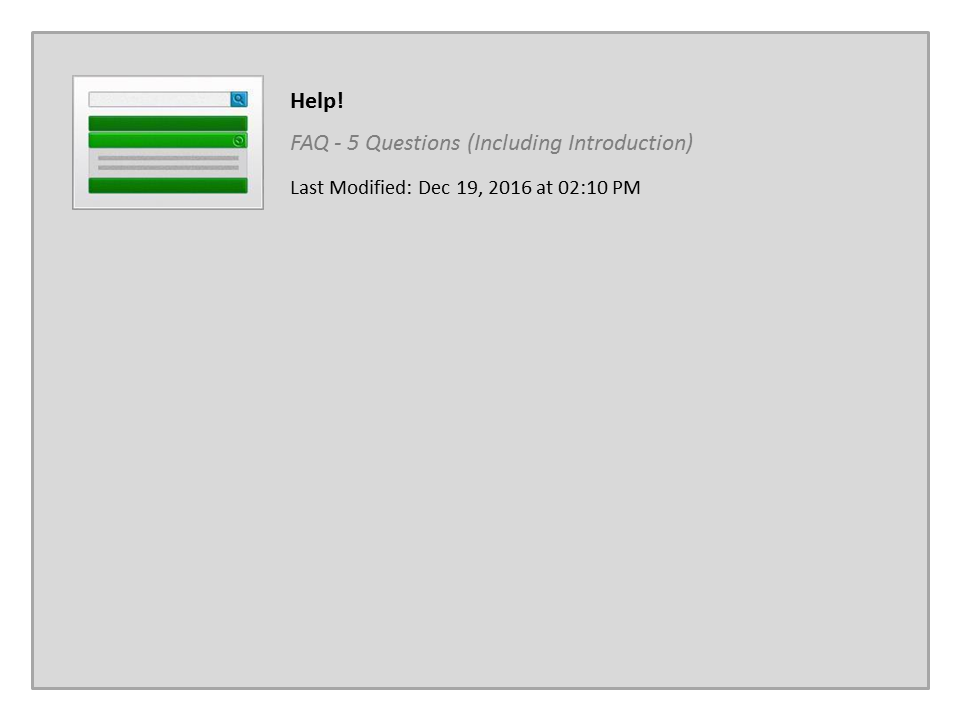 Help!
FAQ - 5 Questions (Including Introduction)
Last Modified: Dec 19, 2016 at 02:10 PM